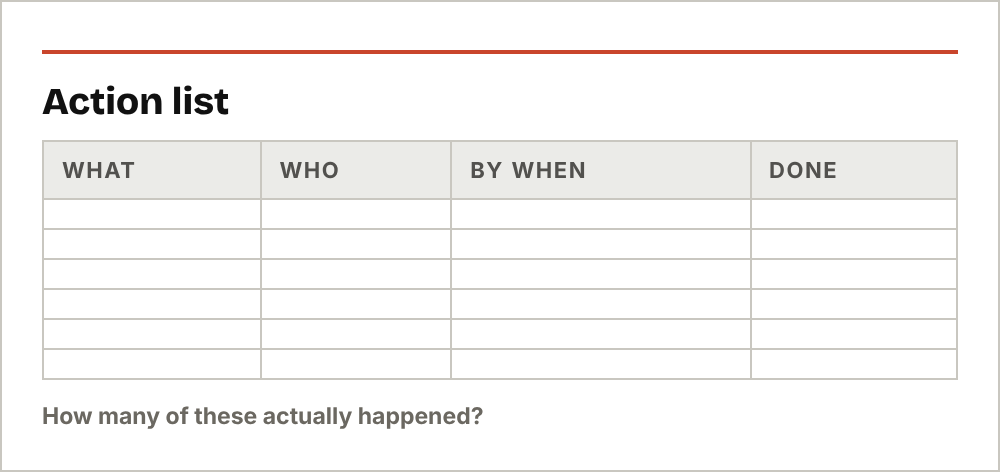 Action list
WHAT WHO BY WHEN DONE
How many of these actually happened?